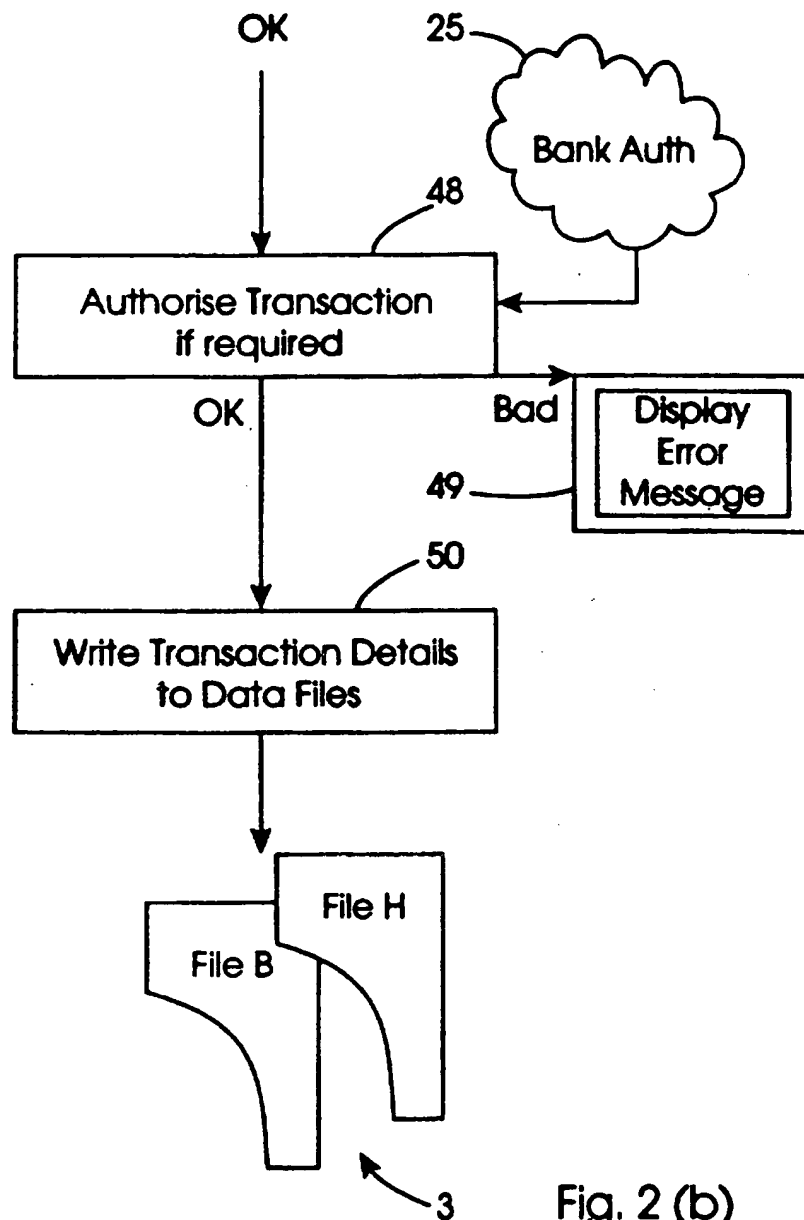 OK
25
Bank Auth
48
Authorise Transaction
if required
OK
Bad
Display
Error
Message
49
50
Write Transaction Details
to Data Files
File H
File B
3
Fig. 2 (b)